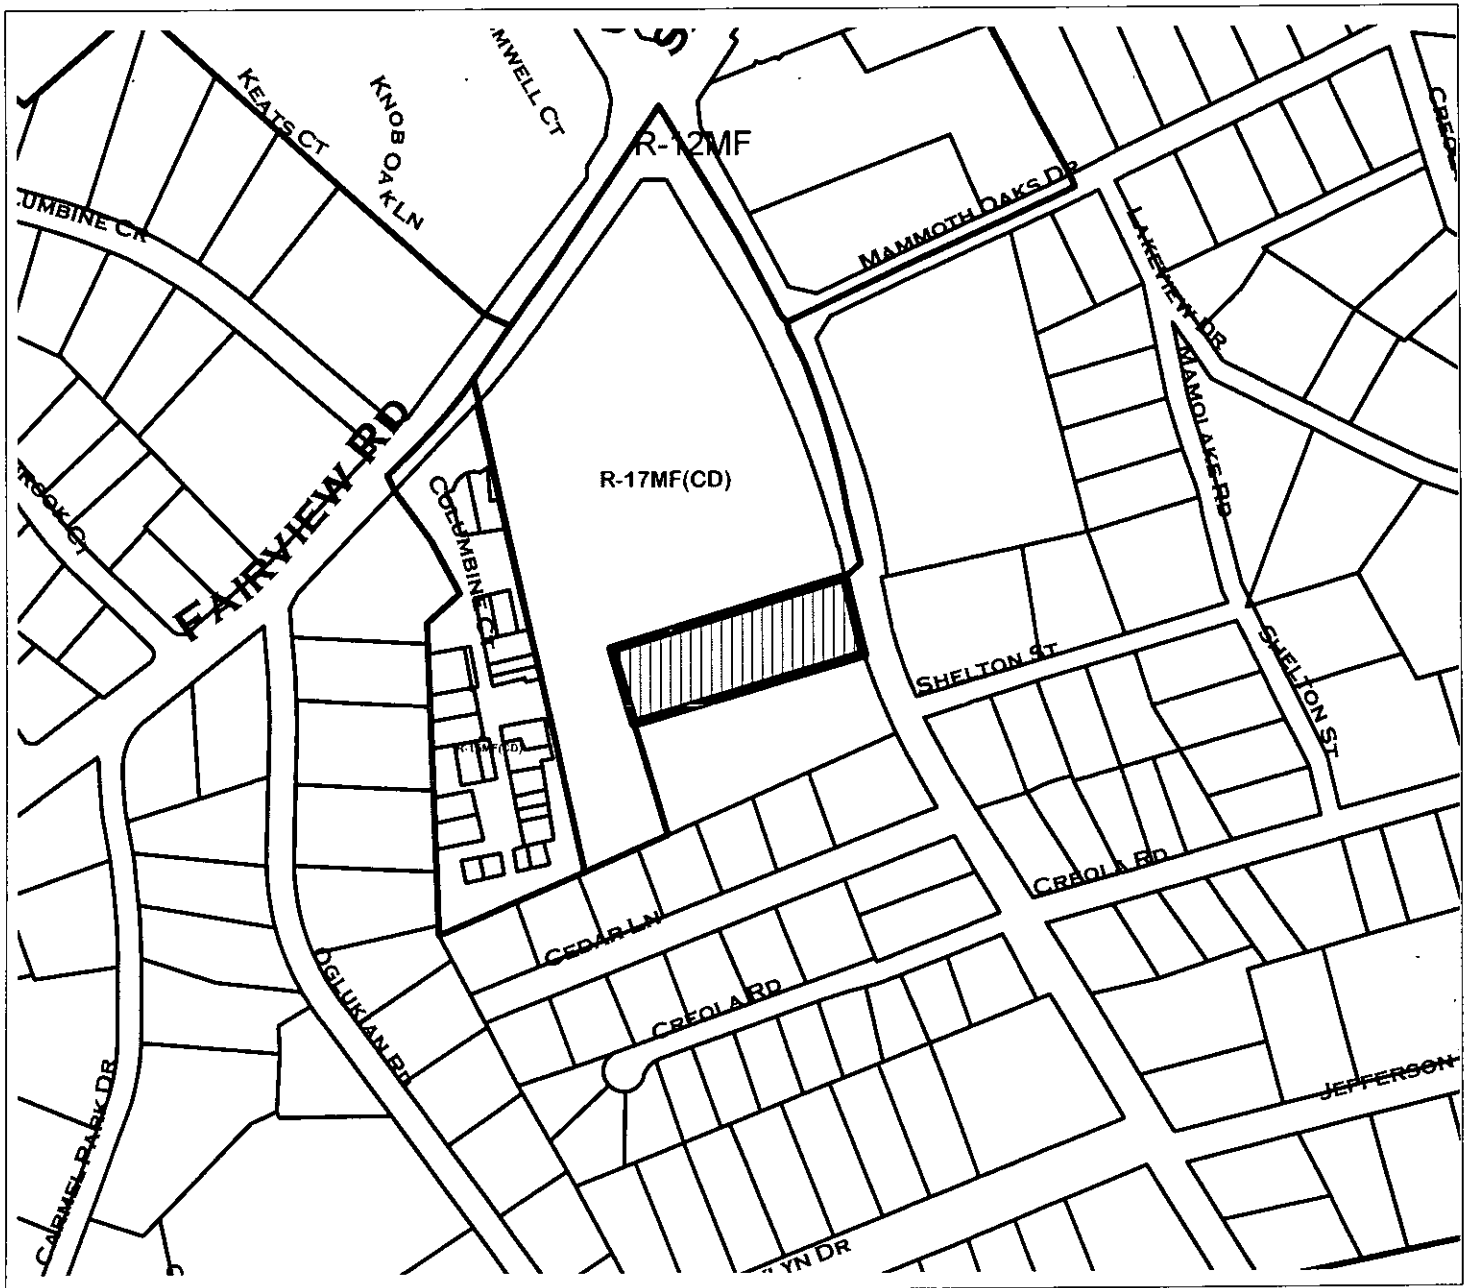 S
MWELL CT
KEATS CT
KNOB OAK LN
R-12MF
MAMMOTH OAKS DR
LUMBINE CR
LAKEVIEW DR
MAMOLAKE RD
FAIRVIEW RD
R-17MF(CD)
COLUMBINE CT
ROOK CT
SHELTON ST
SHELTON ST
CREOLA RD
CEDAR LN
CREOLA RD
OGLUKIAN RD
CARMEL PARK DR
JEFFERSON
LYN DR